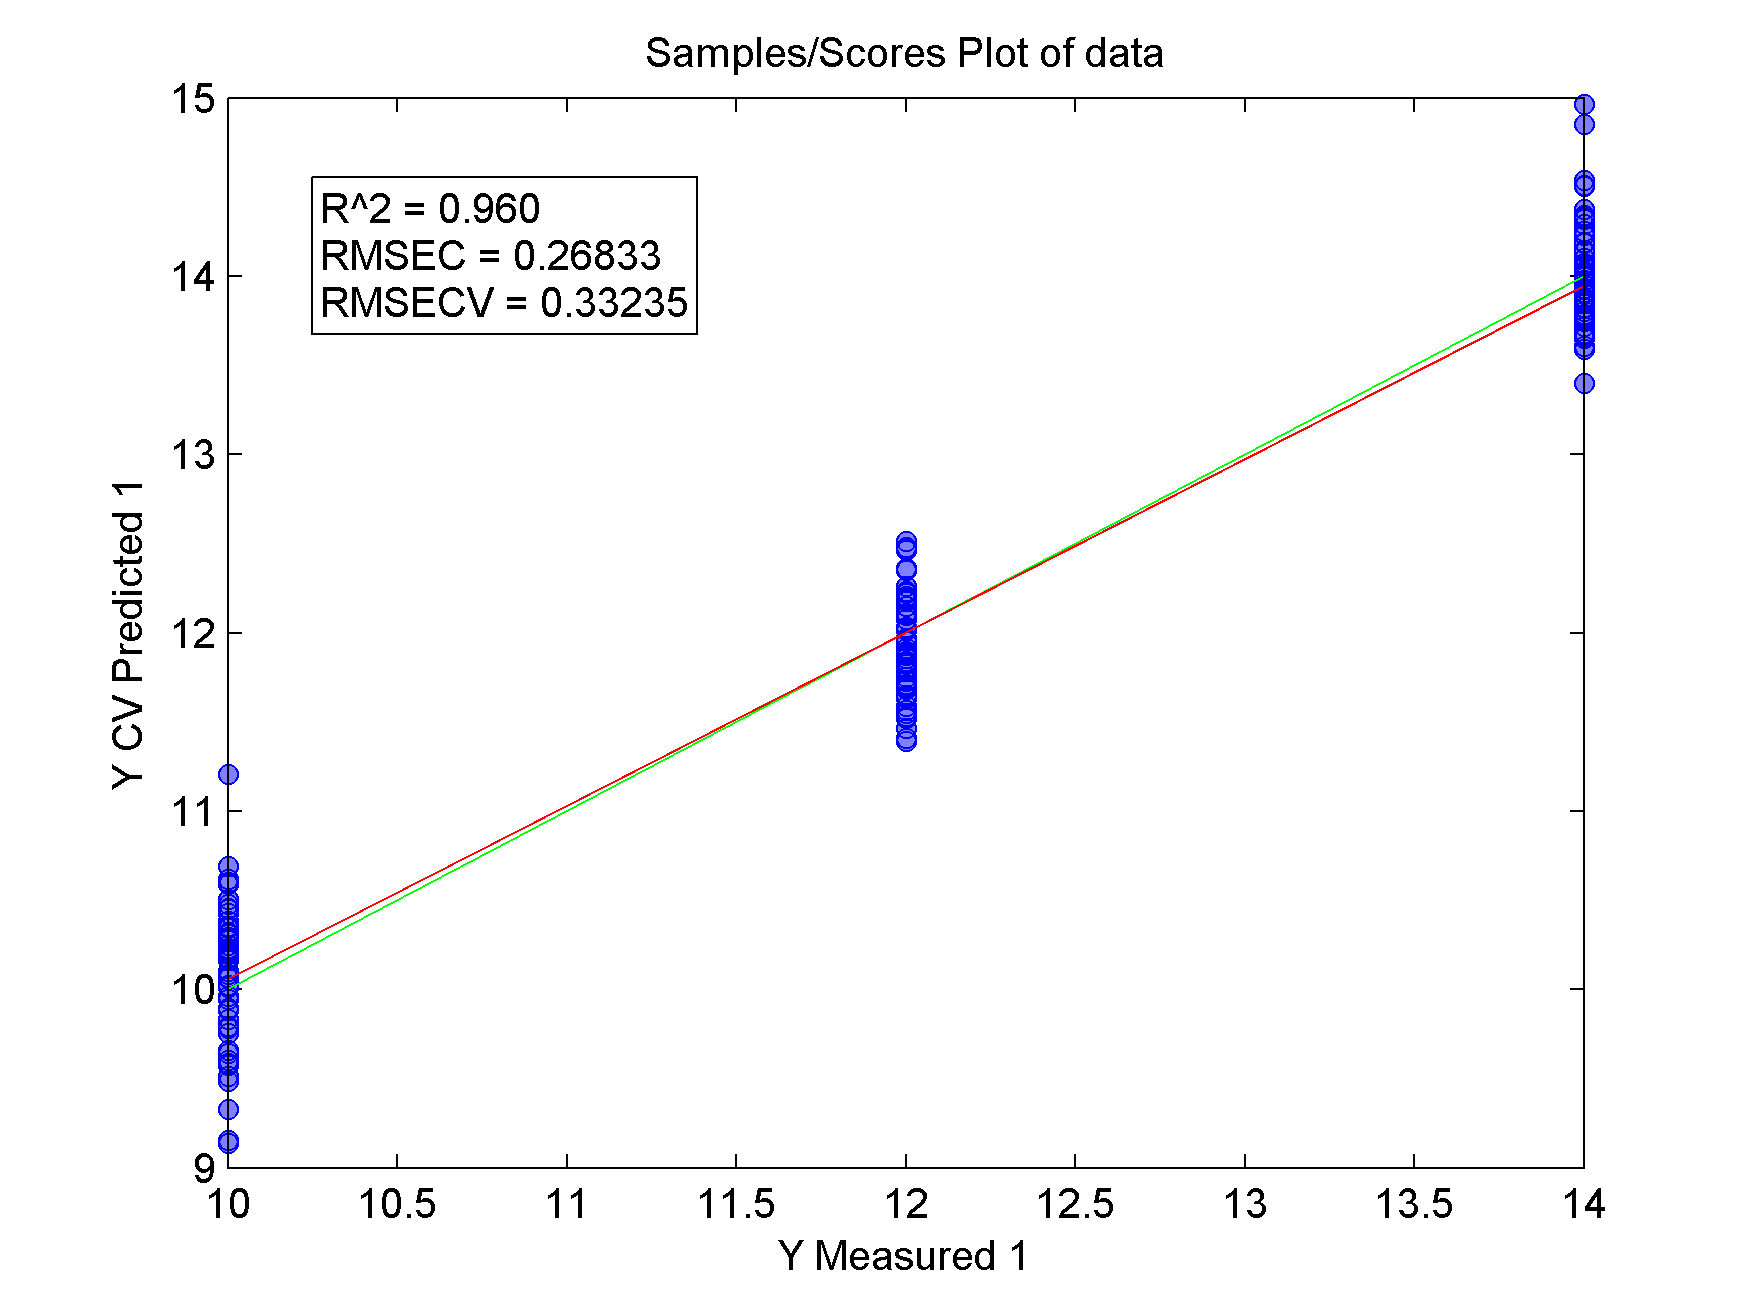 Samples/Scores Plot of data
15
14
13
12
11
10
9
R^2 = 0.960
RMSEC = 0.26833
RMSECV = 0.33235
Y CV Predicted 1
10 10.5 11 11.5 12 12.5 13 13.5 14
Y Measured 1